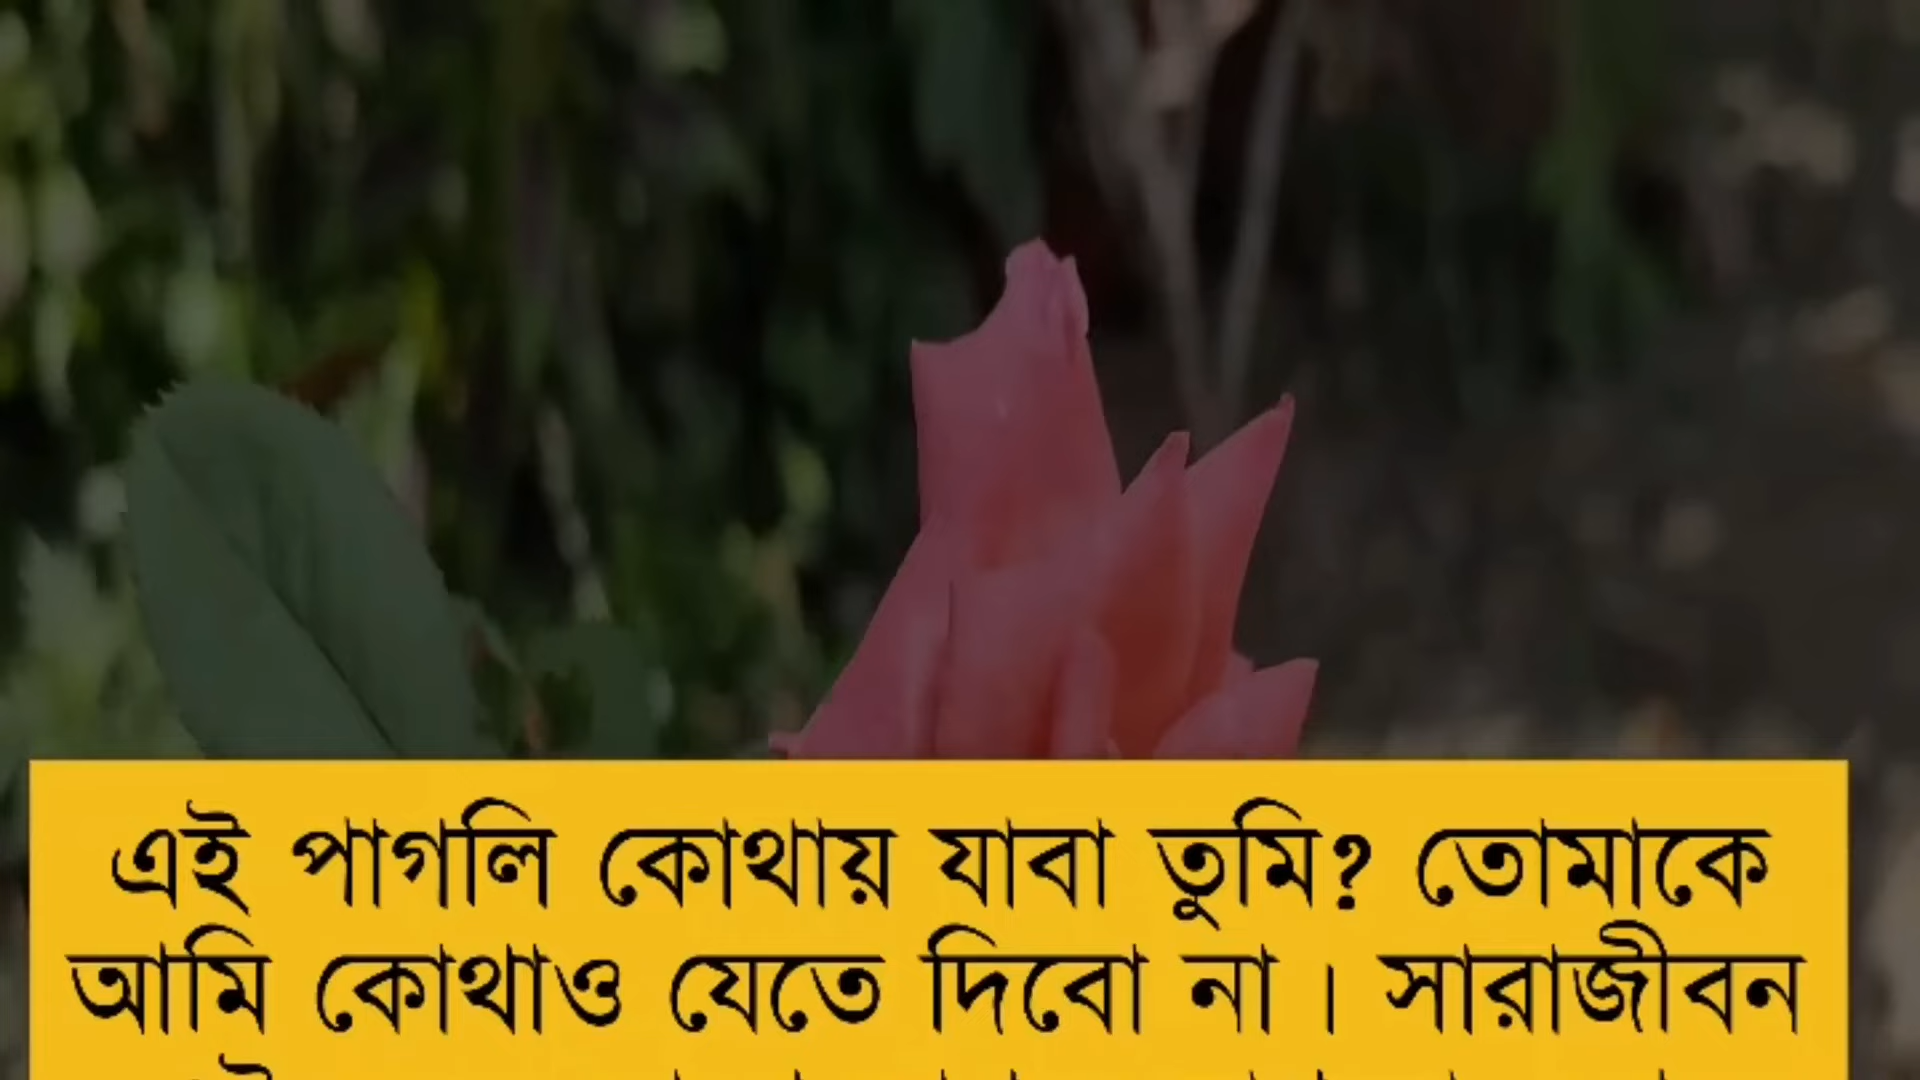 এই পাগলি কোথায় যাবা তুমি? তোমাকে
আমি কোথাও যেতে দিবো না। সারাজীবন